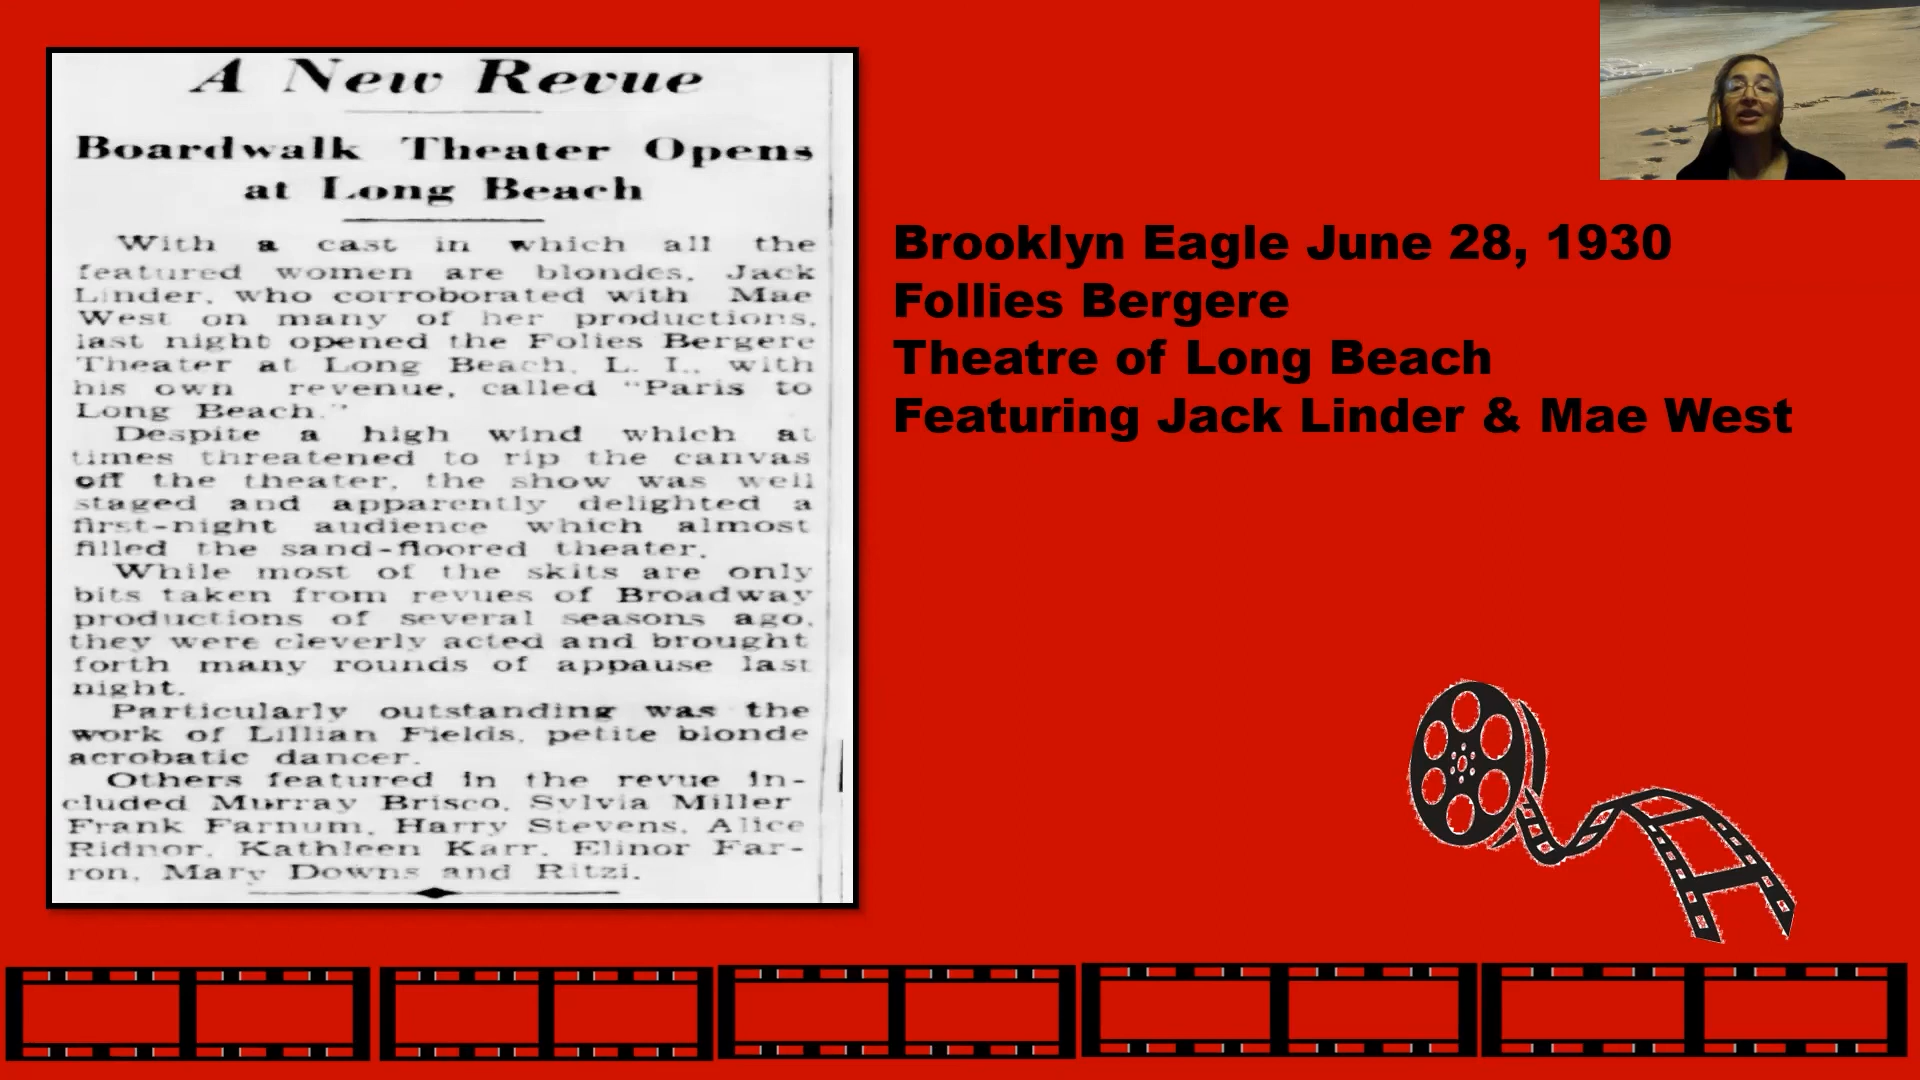 A New Revue
Boardwalk Theater Opens
at Long Beach
With a cast in which all the
featured women are blondes, Jack
Linder, who corroborated with Mae
West on many of her productions,
last night opened the Folies Bergere
Theater at Long Beach, L. I., with
his own revenue, called "Paris to
Long Beach."
Despite a high wind which at
times threatened to rip the canvas
off the theater, the show was well
staged and apparently delighted a
first-night audience which almost
filled the sand-floored theater.
While most of the skits are only
bits taken from revues of Broadway
productions of several seasons ago,
they were cleverly acted and brought
forth many rounds of appause last
night.
Particularly outstanding was the
work of Lillian Fields, petite blonde
acrobatic dancer.
Others featured in the revue in-
cluded Murray Brisco, Sylvia Miller
Frank Farnum, Harry Stevens, Alice
Ridnor, Kathleen Karr, Elinor Far-
ron, Mary Downs and Ritzi.
Brooklyn Eagle June 28, 1930
Follies Bergere
Theatre of Long Beach
Featuring Jack Linder & Mae West